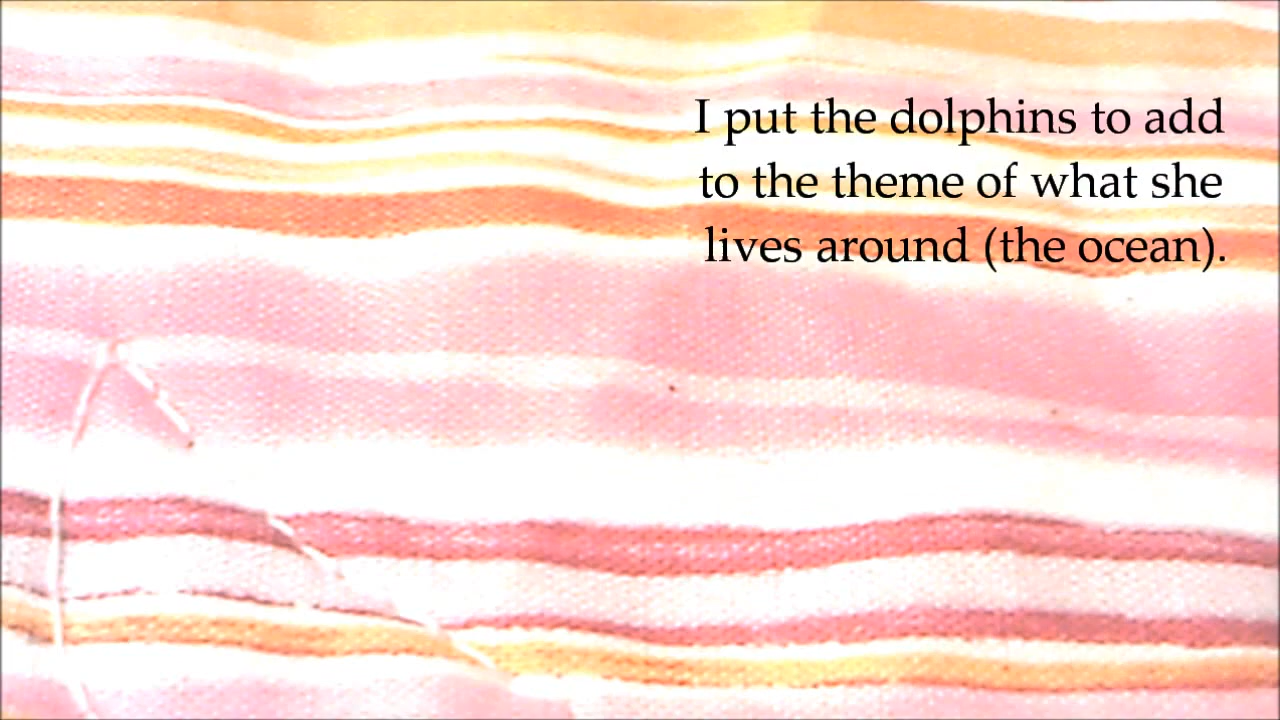 I put the dolphins to add
to the theme of what she
lives around (the ocean).